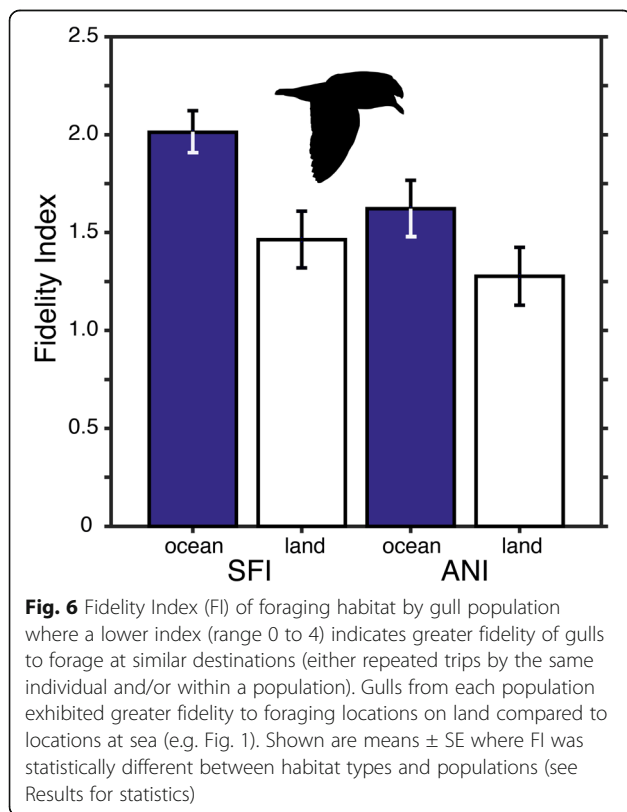 2.5
2.0
1.5
1.0
0.5
0
Fidelity Index
ocean land ocean land
SFI ANI
Fig. 6 Fidelity Index (FI) of foraging habitat by gull population
where a lower index (range 0 to 4) indicates greater fidelity of gulls
to forage at similar destinations (either repeated trips by the same
individual and/or within a population). Gulls from each population
exhibited greater fidelity to foraging locations on land compared to
locations at sea (e.g. Fig. 1). Shown are means ± SE where FI was
statistically different between habitat types and populations (see
Results for statistics)